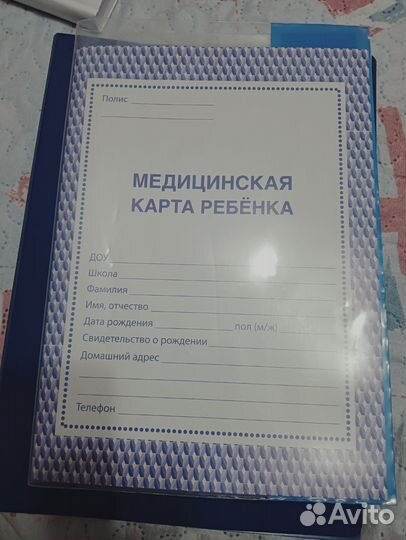 Полис
МЕДИЦИНСКАЯ
КАРТА РЕБЁНКА
ДОУ
Школа
Фамилия
Имя, отчество
Дата рождения пол (м/ж)
Свидетельство о рождении
Домашний адрес
Телефон
Avito